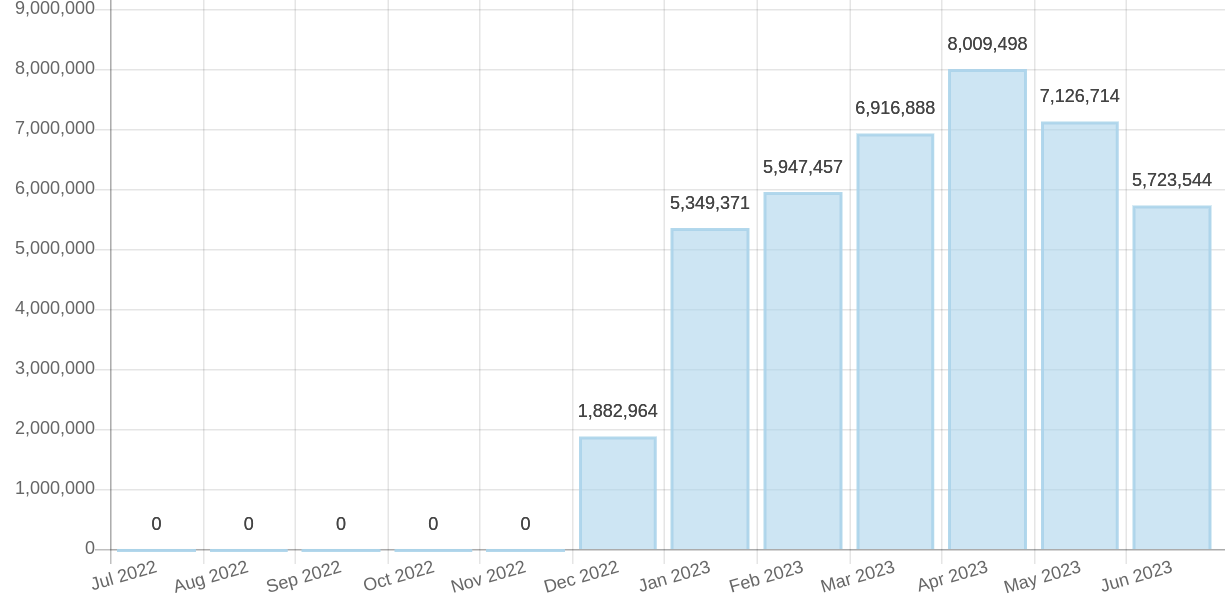 9,000,000
8,000,000
7,000,000
6,000,000
5,000,000
4,000,000
3,000,000
2,000,000
1,000,000
0
0
0
0
0
0
1,882,964
5,349,371
5,947,457
6,916,888
8,009,498
7,126,714
5,723,544
Jul 2022
Aug 2022
Sep 2022
Oct 2022
Nov 2022
Dec 2022
Jan 2023
Feb 2023
Mar 2023
Apr 2023
May 2023
Jun 2023